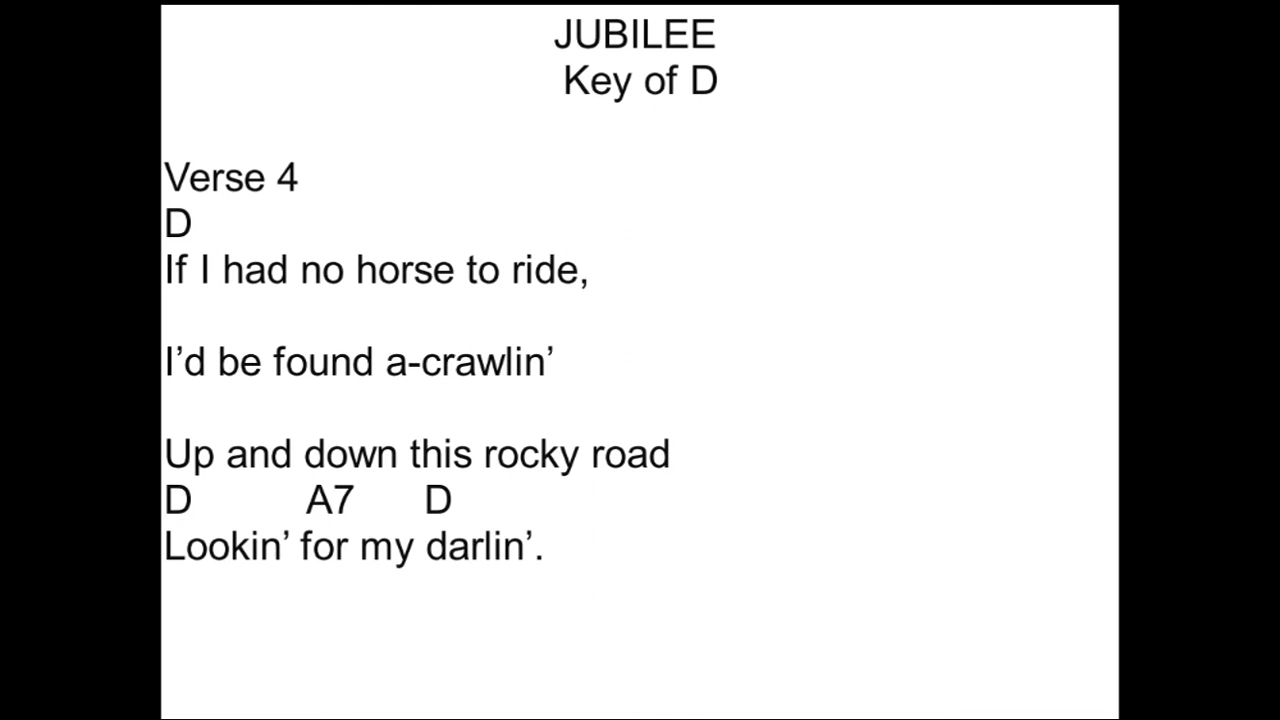 JUBILEE
Key of D
Verse 4
D
If I had no horse to ride,
I’d be found a-crawlin’
Up and down this rocky road
D A7 D
Lookin’ for my darlin’.